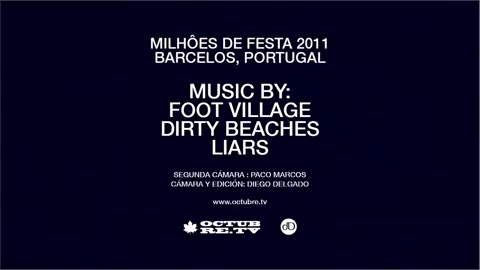 MILHÔES DE FESTA 2011
BARCELOS, PORTUGAL
MUSIC BY:
FOOT VILLAGE
DIRTY BEACHES
LIARS
SEGUNDA CÁMARA : PACO MARCOS
CÁMARA Y EDICIÓN: DIEGO DELGADO
www.octubre.tv
OCTUB
RE.TV